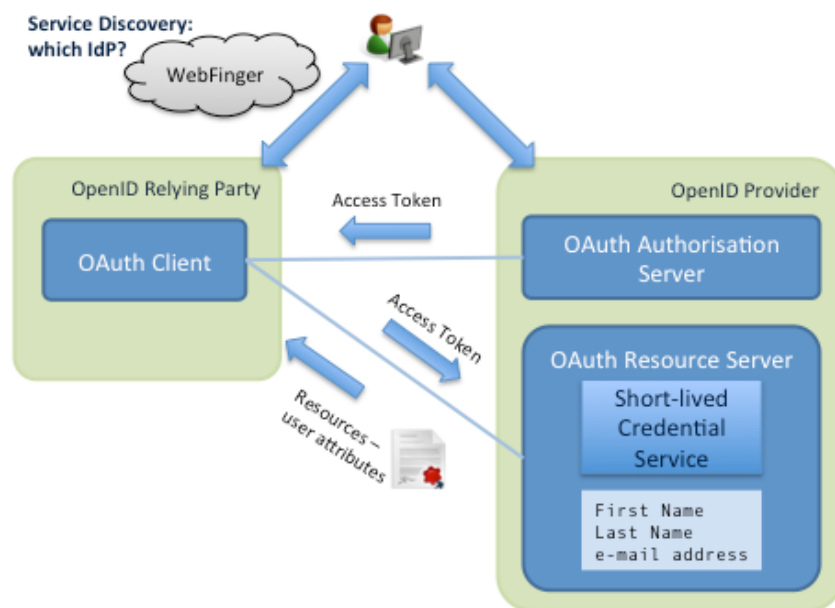 Service Discovery:
which IdP?
WebFinger
OpenID Relying Party
OAuth Client
Access Token
OpenID Provider
OAuth Authorisation
Server
Access Token
Resources –
user attributes
OAuth Resource Server
Short-lived
Credential
Service
First Name
Last Name
e-mail address